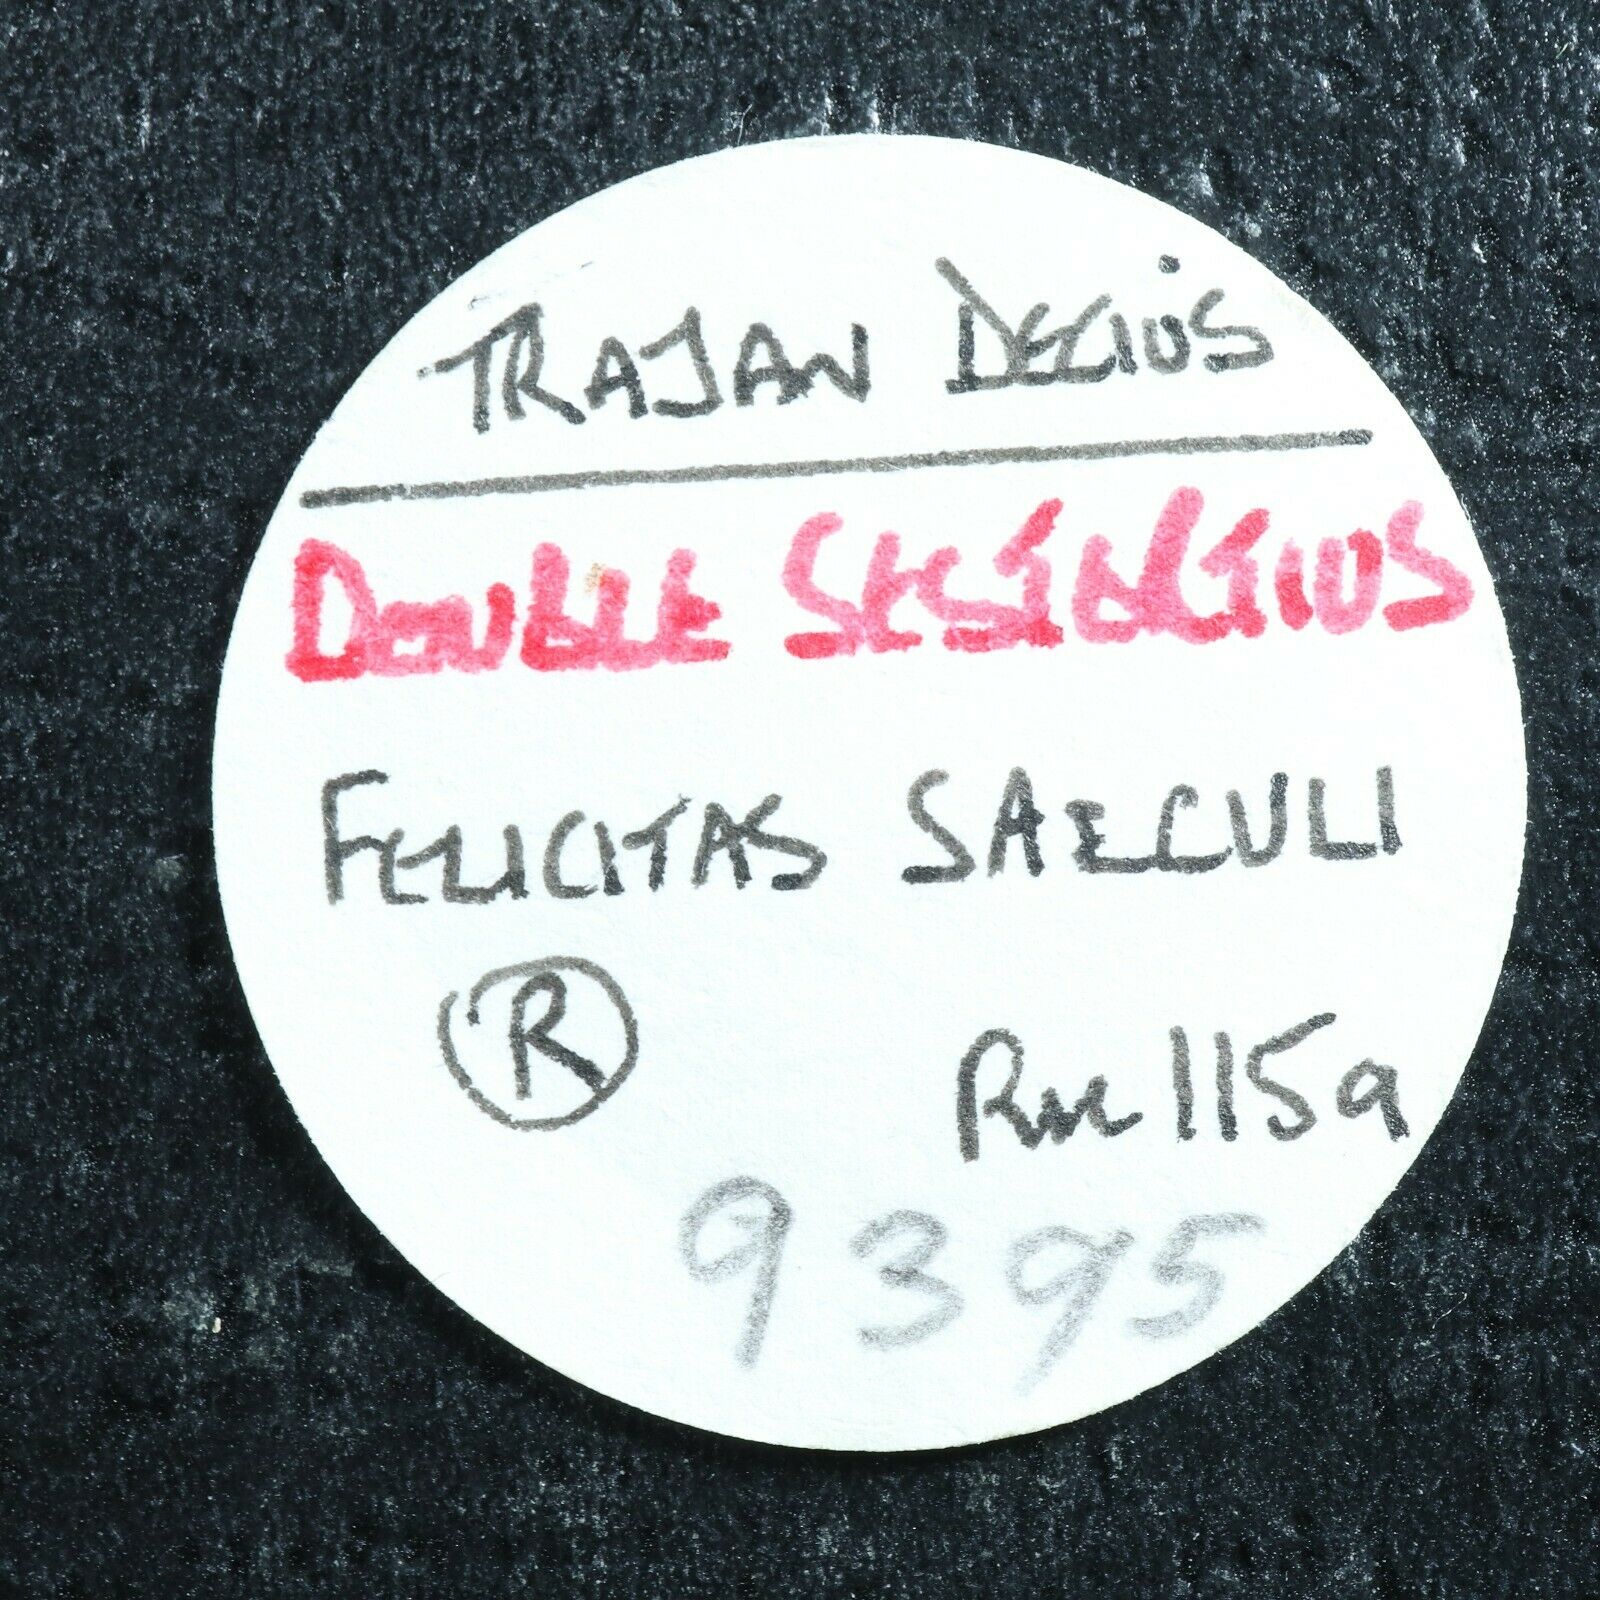 TRAJAN DECIUS
DOUBLE SESTERTIUS
FELICITAS SAECULI
R RIC 115a
9395